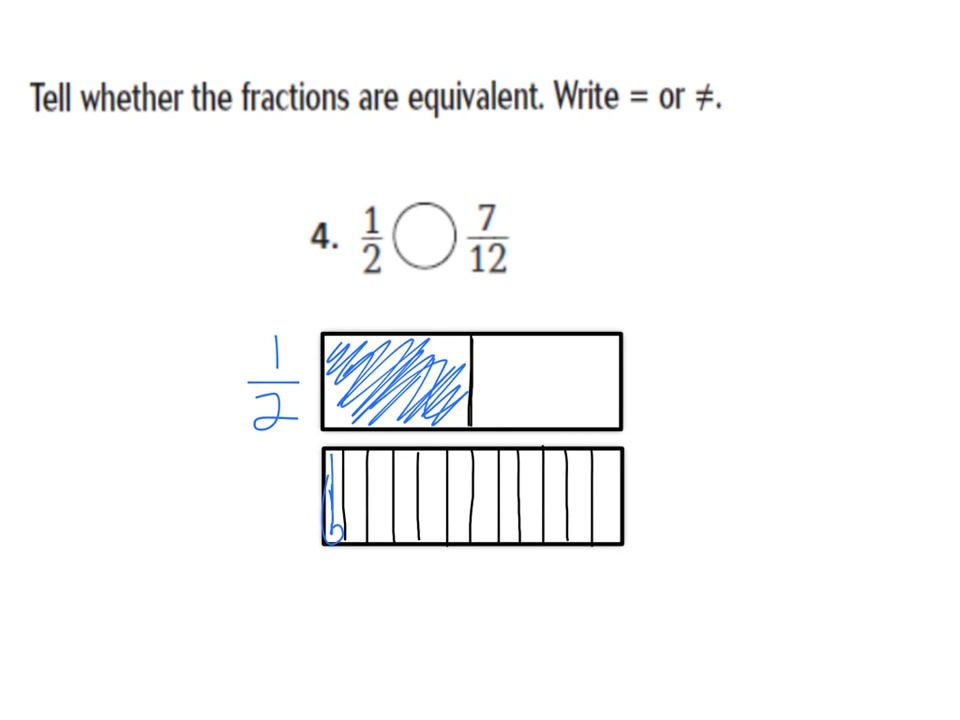 Tell whether the fractions are equivalent. Write = or ≠.
4. 1/2 ◯ 7/12
1/2